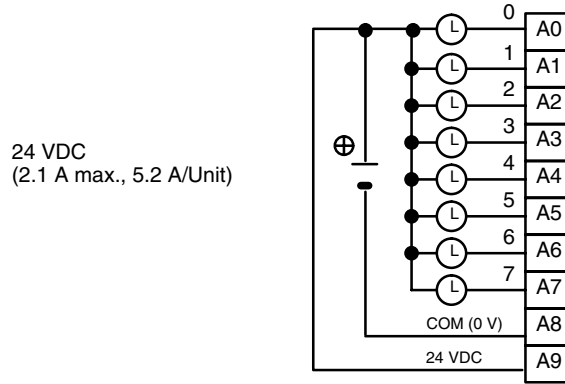 24 VDC
(2.1 A max., 5.2 A/Unit)
0 L A0
1 L A1
2 L A2
3 L A3
4 L A4
5 L A5
6 L A6
7 L A7
COM (0 V) A8
24 VDC A9